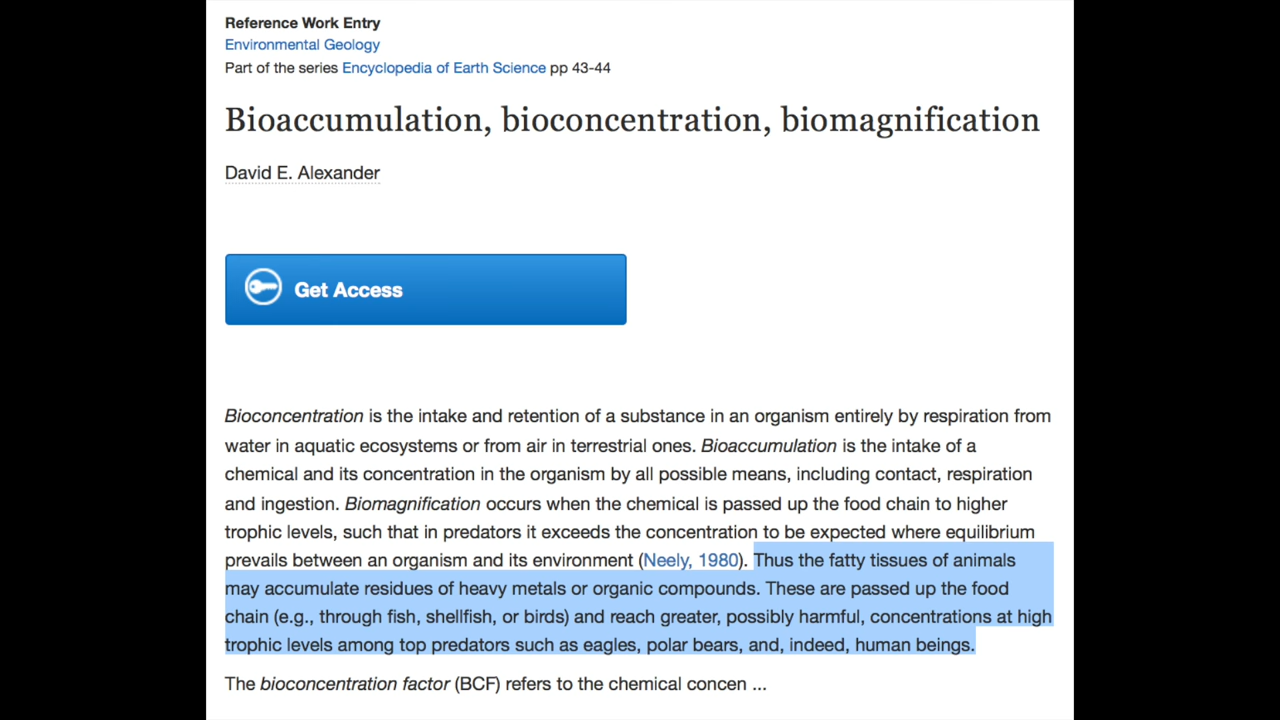 Reference Work Entry
Environmental Geology
Part of the series Encyclopedia of Earth Science pp 43-44
Bioaccumulation, bioconcentration, biomagnification
David E. Alexander
Get Access
Bioconcentration is the intake and retention of a substance in an organism entirely by respiration from
water in aquatic ecosystems or from air in terrestrial ones. Bioaccumulation is the intake of a
chemical and its concentration in the organism by all possible means, including contact, respiration
and ingestion. Biomagnification occurs when the chemical is passed up the food chain to higher
trophic levels, such that in predators it exceeds the concentration to be expected where equilibrium
prevails between an organism and its environment (Neely, 1980). Thus the fatty tissues of animals
may accumulate residues of heavy metals or organic compounds. These are passed up the food
chain (e.g., through fish, shellfish, or birds) and reach greater, possibly harmful, concentrations at high
trophic levels among top predators such as eagles, polar bears, and, indeed, human beings.
The bioconcentration factor (BCF) refers to the chemical concen ...